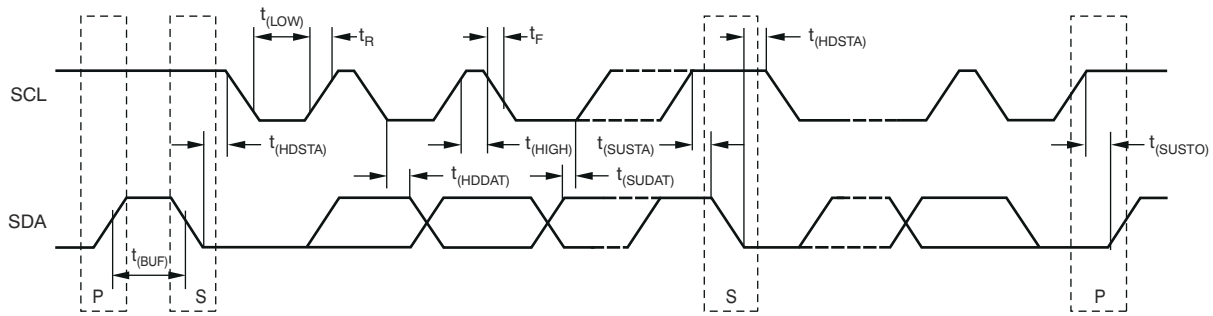 t(LOW)
tR
tF
t(HDSTA)
SCL
t(HDSTA)
t(HIGH)
t(SUSTA)
t(SUSTO)
t(HDDAT)
t(SUDAT)
SDA
t(BUF)
P
S
S
P